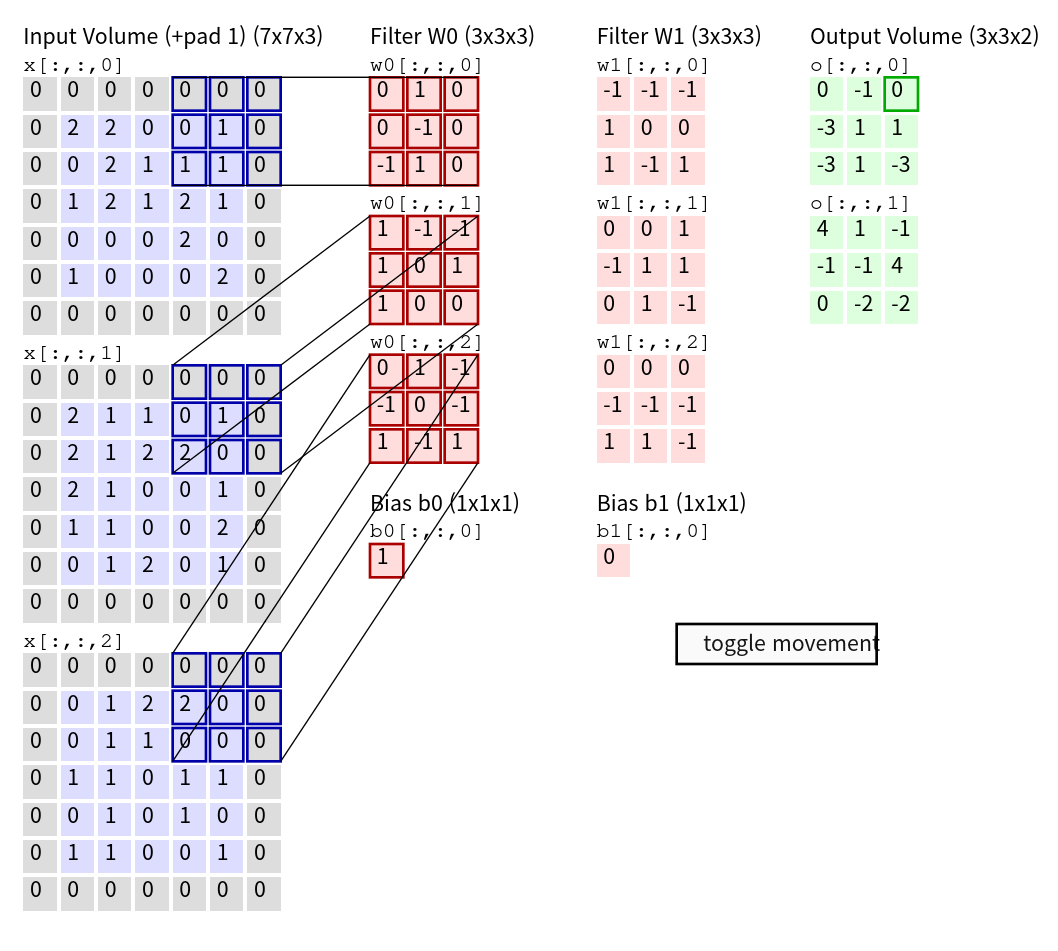 Input Volume (+pad 1) (7x7x3)
x[:,:,0]
0 0 0 0 0 0 0
0 2 2 0 0 1 0
0 0 2 1 1 1 0
0 1 2 1 2 1 0
0 0 0 0 2 0 0
0 1 0 0 0 2 0
0 0 0 0 0 0 0
x[:,:,1]
0 0 0 0 0 0 0
0 2 1 1 0 1 0
0 2 1 2 2 0 0
0 2 1 0 0 1 0
0 1 1 0 0 2 0
0 0 1 2 0 1 0
0 0 0 0 0 0 0
x[:,:,2]
0 0 0 0 0 0 0
0 0 1 2 2 0 0
0 0 1 1 0 0 0
0 1 1 0 1 1 0
0 0 1 0 1 0 0
0 1 1 0 0 1 0
0 0 0 0 0 0 0
Filter W0 (3x3x3)
w0[:,:,0]
0 1 0
0 -1 0
-1 1 0
w0[:,:,1]
1 -1 -1
1 0 1
1 0 0
w0[:,:,2]
0 1 -1
-1 0 -1
1 -1 1
Bias b0 (1x1x1)
b0[:,:,0]
1
Filter W1 (3x3x3)
w1[:,:,0]
-1 -1 -1
1 0 0
1 -1 1
w1[:,:,1]
0 0 1
-1 1 1
0 1 -1
w1[:,:,2]
0 0 0
-1 -1 -1
1 1 -1
Bias b1 (1x1x1)
b1[:,:,0]
0
Output Volume (3x3x2)
o[:,:,0]
0 -1 0
-3 1 1
-3 1 -3
o[:,:,1]
4 1 -1
-1 -1 4
0 -2 -2
toggle movement